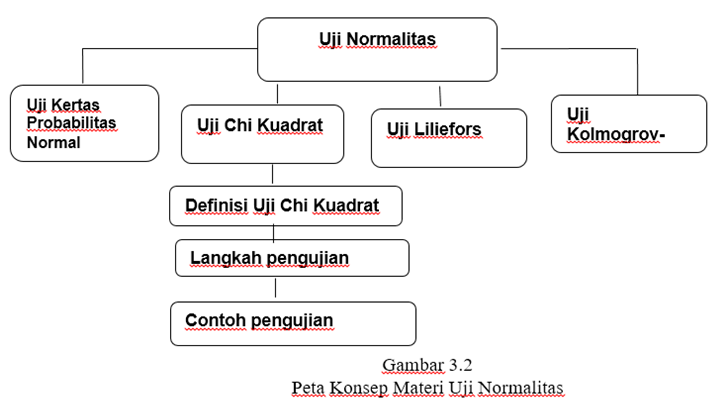 Uji Normalitas
Uji Kertas
Probabilitas
Normal
Uji Chi Kuadrat
Uji Liliefors
Uji
Kolmogrov-
Definisi Uji Chi Kuadrat
Langkah pengujian
Contoh pengujian
Gambar 3.2
Peta Konsep Materi Uji Normalitas